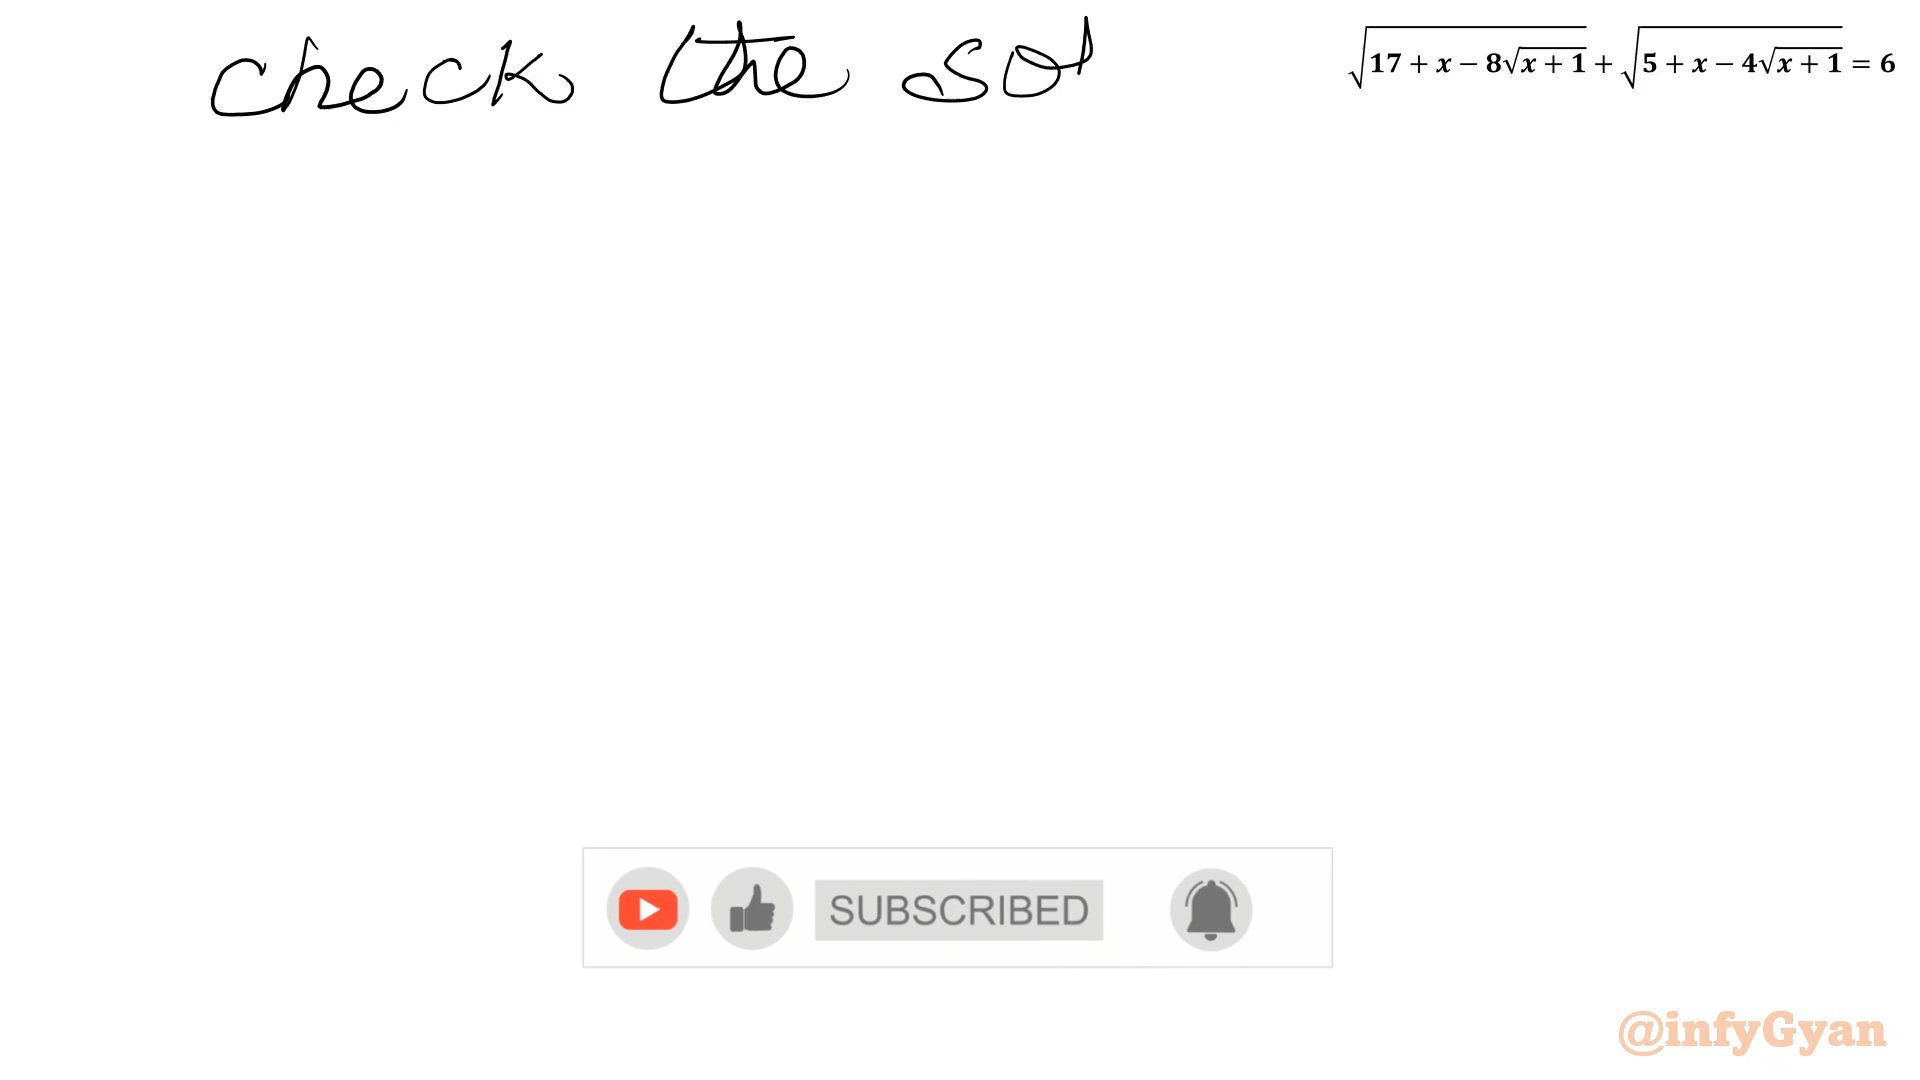 check the sol
√(17 + x − 8√(x + 1)) + √(5 + x − 4√(x + 1)) = 6
SUBSCRIBED
@infyGyan